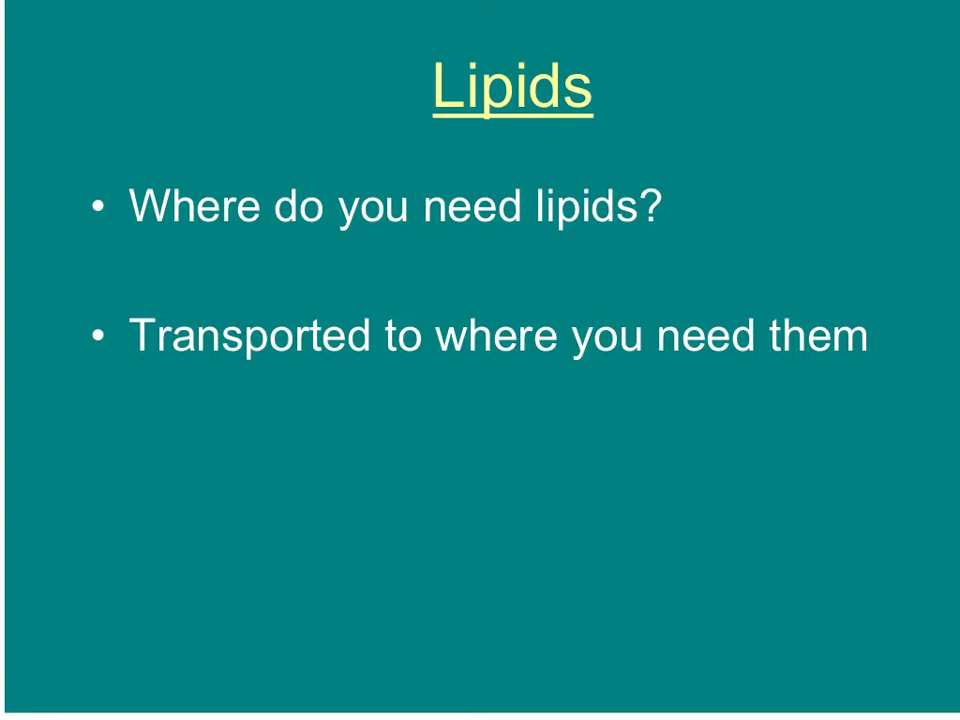 Lipids
• Where do you need lipids?
• Transported to where you need them